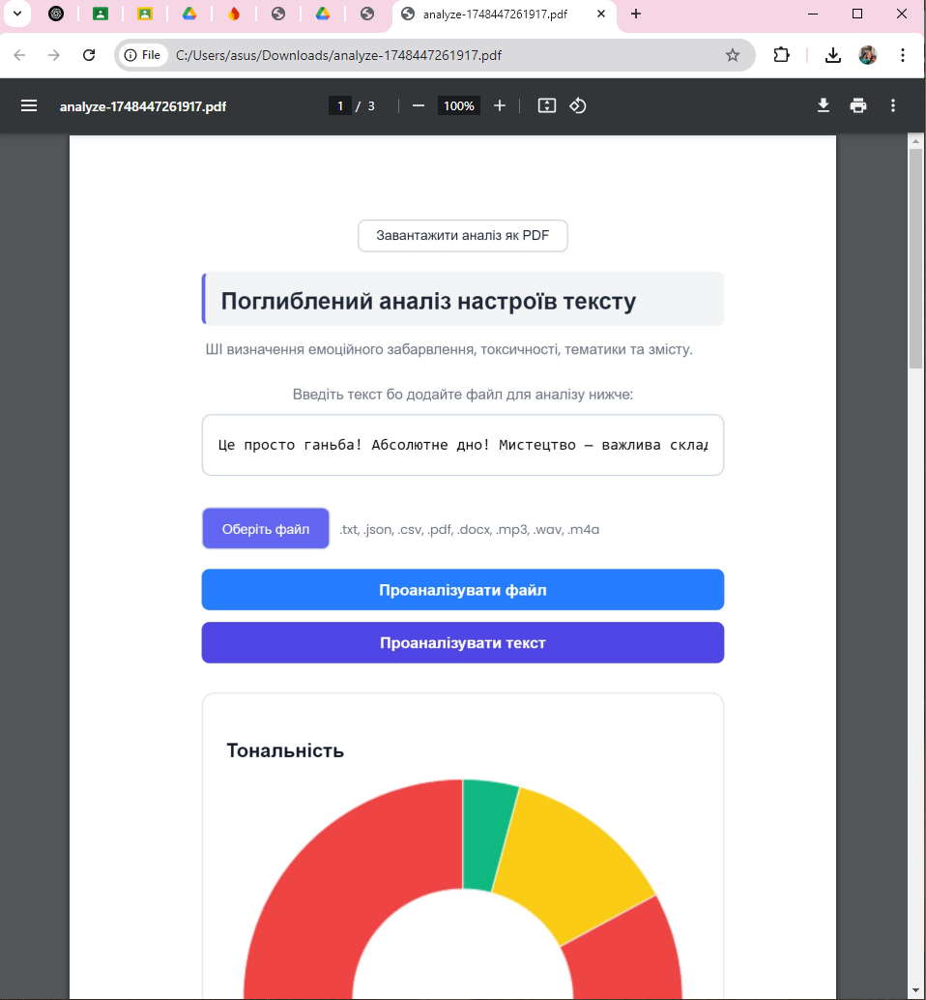 analyze-1748447261917.pdf
File
C:/Users/asus/Downloads/analyze-1748447261917.pdf
analyze-1748447261917.pdf
1 / 3
100%
Завантажити аналіз як PDF
Поглиблений аналіз настроїв тексту
ШІ визначення емоційного забарвлення, токсичності, тематики та змісту.
Введіть текст бо додайте файл для аналізу нижче:
Це просто ганьба! Абсолютне дно! Мистецтво — важлива склад
Оберіть файл
.txt, .json, .csv, .pdf, .docx, .mp3, .wav, .m4a
Проаналізувати файл
Проаналізувати текст
Тональність